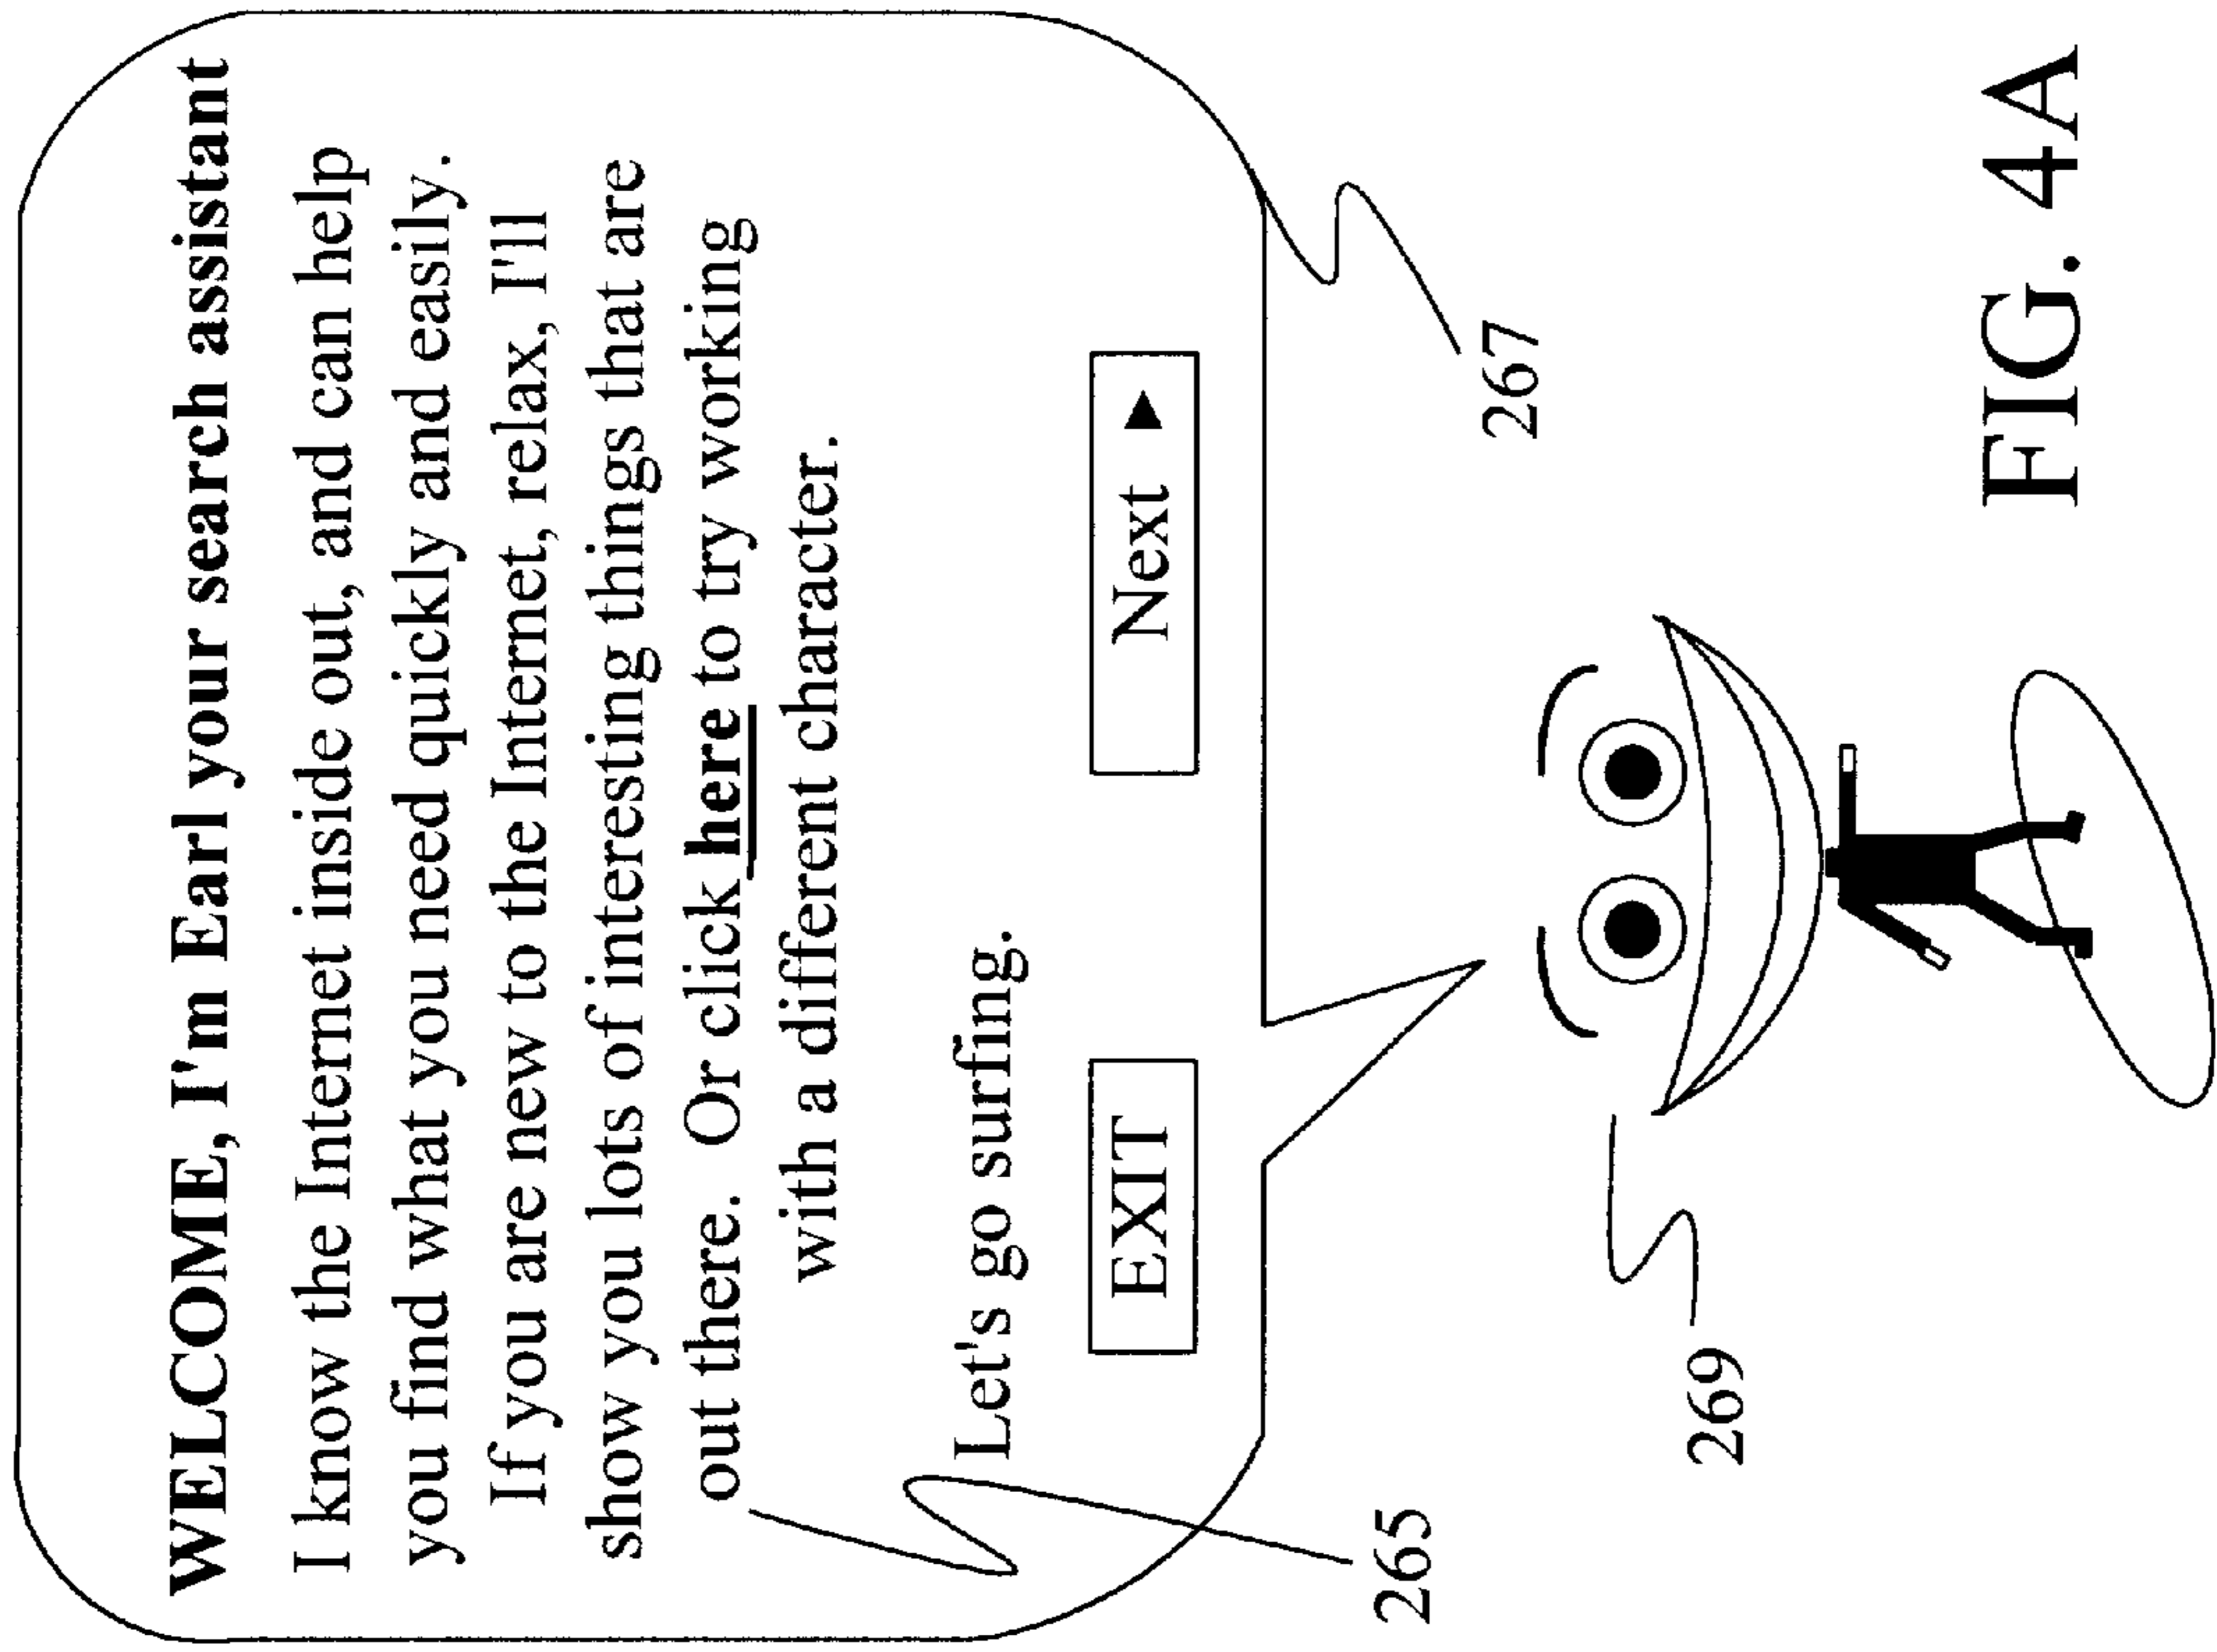 WELCOME, I'm Earl your search assistant
I know the Internet inside out, and can help
you find what you need quickly and easily.
If you are new to the Internet, relax, I'll
show you lots of interesting things that are
out there.  Or click here to try working
with a different character.
Let's go surfing.
EXIT
Next ▶
265
267
269
FIG. 4A